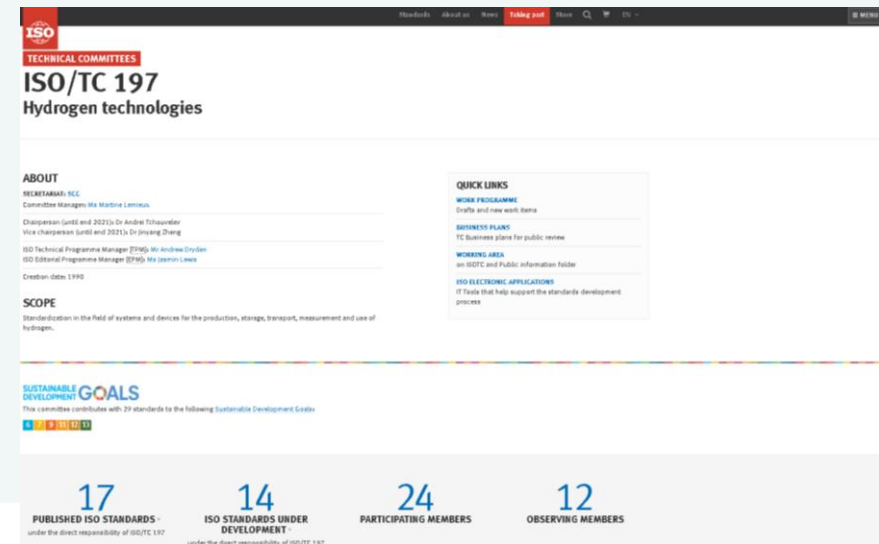 Standards About us News Taking part Store EN
MENU
ISO
TECHNICAL COMMITTEES
ISO/TC 197
Hydrogen technologies
ABOUT
SECRETARIAT: SCC
Committee Manager: Ms Martine Lemieux
Chairperson (until end 2021): Dr Andrei Tchouvelev
Vice chairperson (until end 2021): Dr Jinyang Zheng
ISO Technical Programme Manager [TPM]: Mr Andrew Dryden
ISO Editorial Programme Manager [EPM]: Ms Jasmin Lewis
Creation date: 1990
SCOPE
Standardization in the field of systems and devices for the production, storage, transport, measurement and use of
hydrogen.
QUICK LINKS
WORK PROGRAMME
Drafts and new work items
BUSINESS PLANS
TC Business plans for public review
WORKING AREA
on ISOTC and Public information folder
ISO ELECTRONIC APPLICATIONS
IT Tools that help support the standards development
process
SUSTAINABLE
DEVELOPMENT GOALS
This committee contributes with 29 standards to the following Sustainable Development Goals:
6 7 9 11 12 13
17
PUBLISHED ISO STANDARDS
under the direct responsibility of ISO/TC 197
14
ISO STANDARDS UNDER
DEVELOPMENT
under the direct responsibility of ISO/TC 197
24
PARTICIPATING MEMBERS
12
OBSERVING MEMBERS